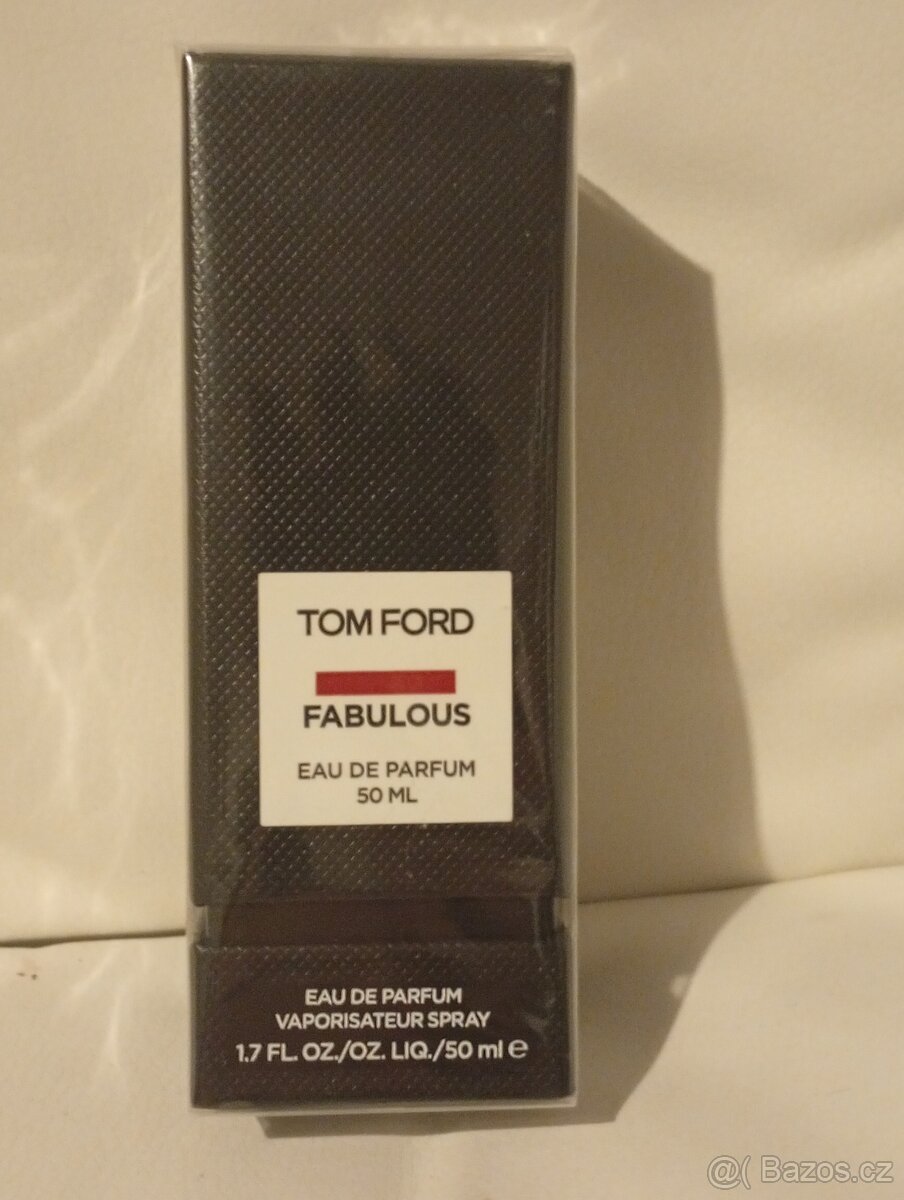 TOM FORD
FABULOUS
EAU DE PARFUM
50 ML
EAU DE PARFUM
VAPORISATEUR SPRAY
1.7 FL. OZ./OZ. LIQ./50 ml e
@( Bazos.cz